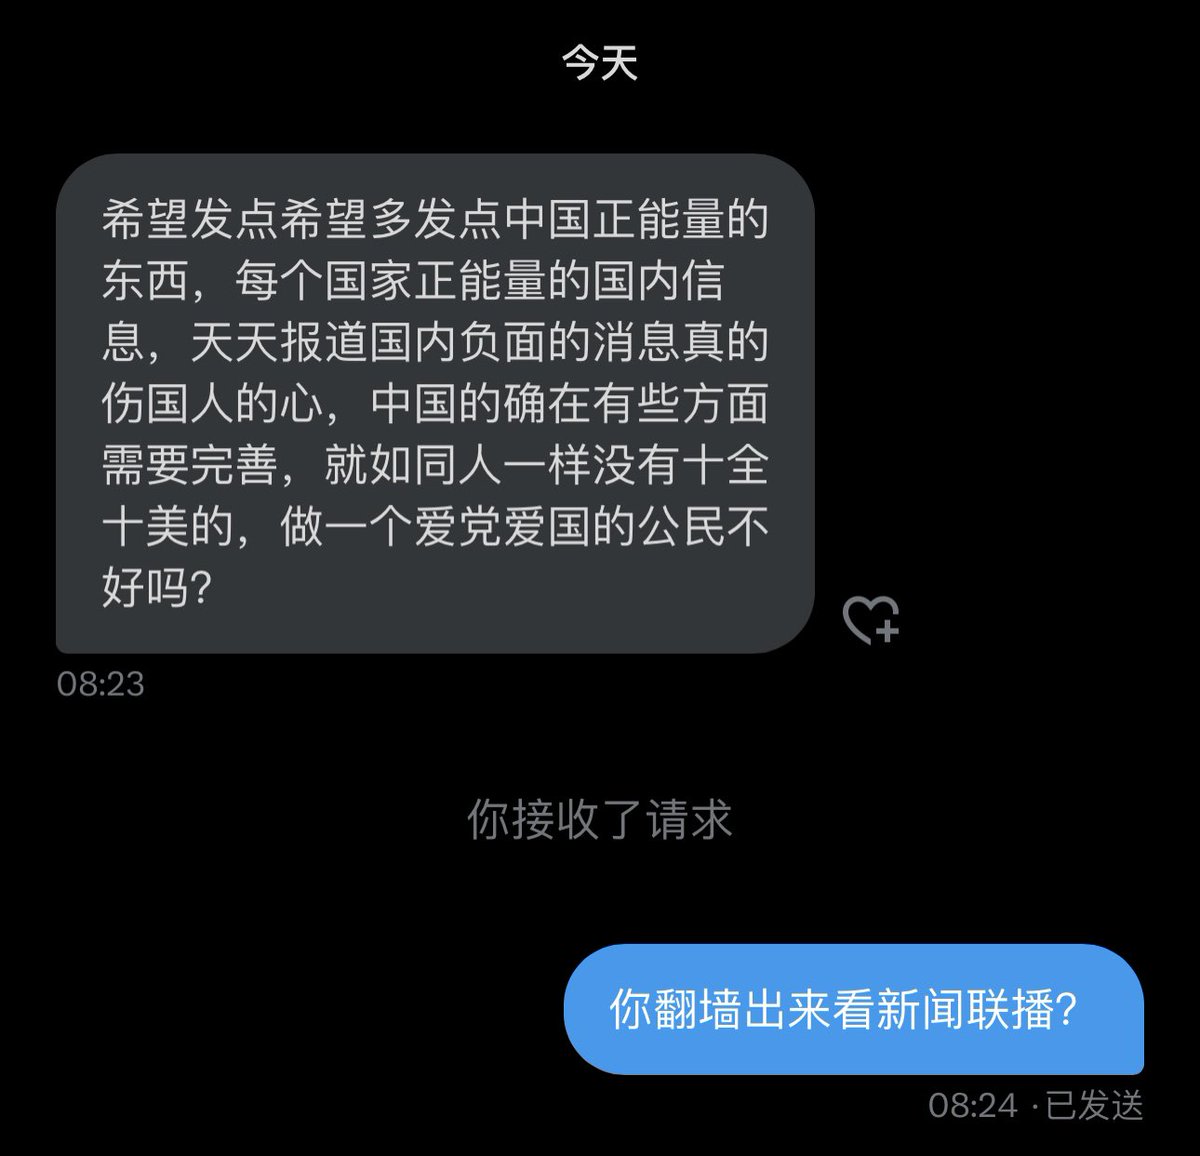 今天
希望发点希望多发点中国正能量的
东西，每个国家正能量的国内信
息，天天报道国内负面的消息真的
伤国人的心，中国的确在有些方面
需要完善，就如同人一样没有十全
十美的，做一个爱党爱国的公民不
好吗？
08:23
你接收了请求
你翻墙出来看新闻联播？
08:24 · 已发送